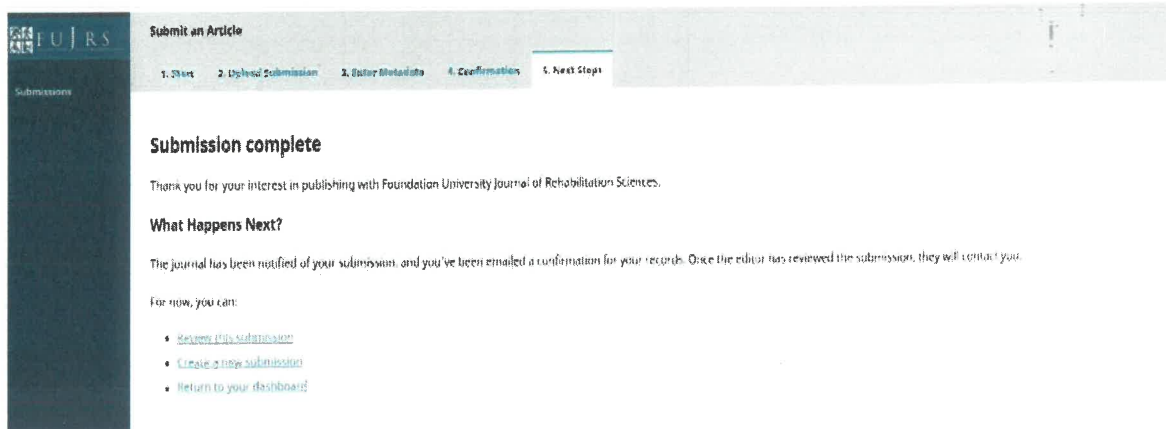 FUJRS
Submit an Article
1. Start 2. Upload Submission 3. Enter Metadata 4. Confirmation 5. Next Steps
Submissions
Submission complete
Thank you for your interest in publishing with Foundation University Journal of Rehabilitation Sciences.
What Happens Next?
The journal has been notified of your submission, and you've been emailed a confirmation for your records. Once the editor has reviewed the submission, they will contact you.
For now, you can:
• Review this submission
• Create a new submission
• Return to your dashboard